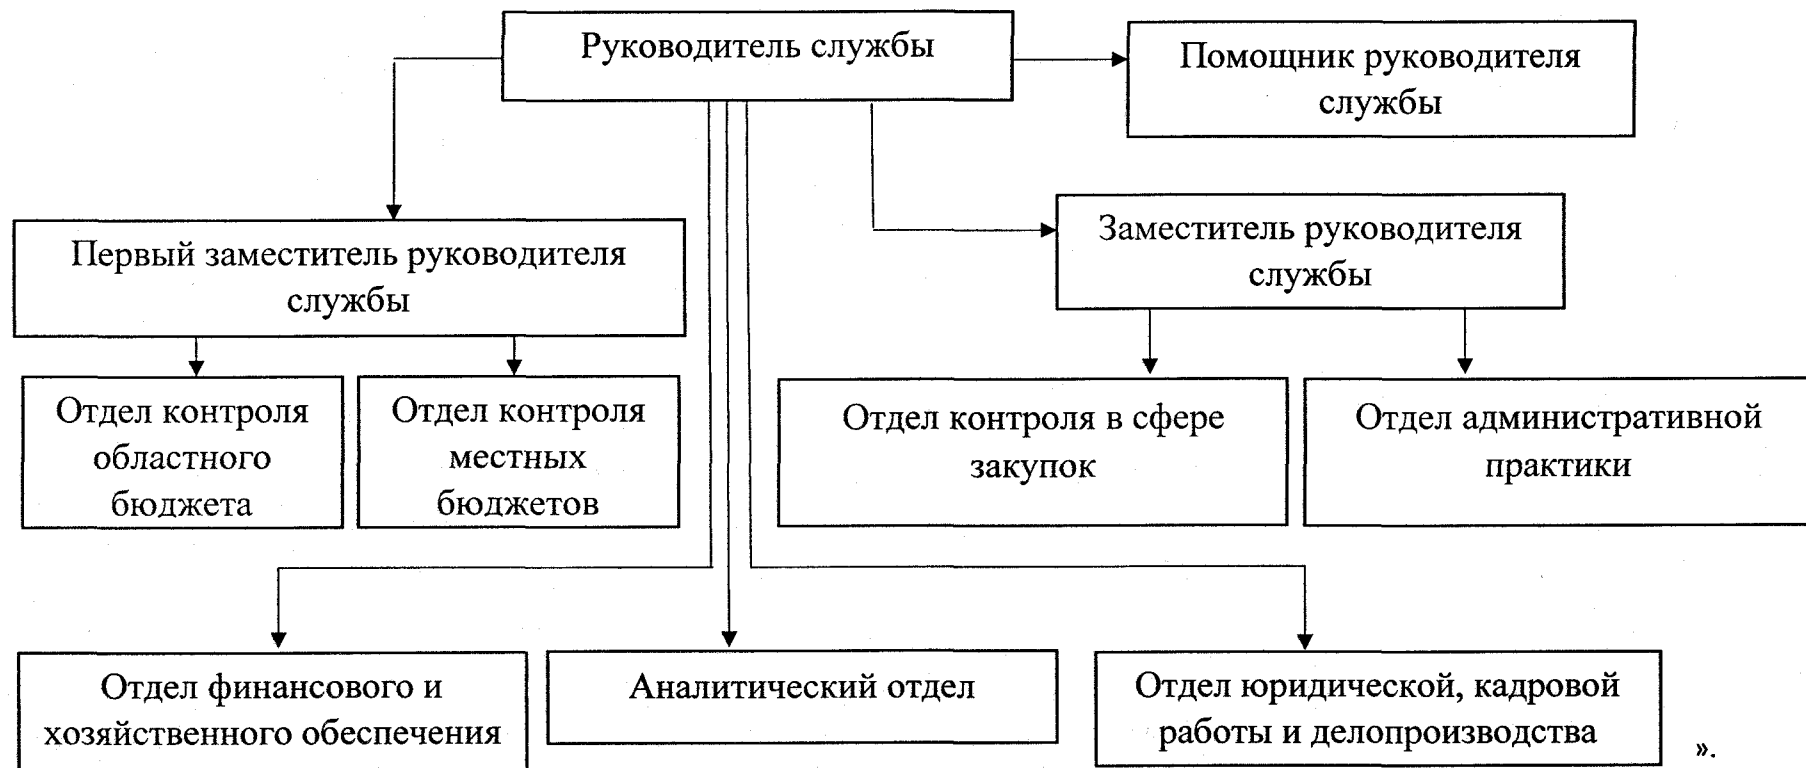 Руководитель службы
Помощник руководителя
службы
Первый заместитель руководителя
службы
Заместитель руководителя
службы
Отдел контроля
областного
бюджета
Отдел контроля
местных
бюджетов
Отдел контроля в сфере
закупок
Отдел административной
практики
Отдел финансового и
хозяйственного обеспечения
Аналитический отдел
Отдел юридической, кадровой
работы и делопроизводства
».